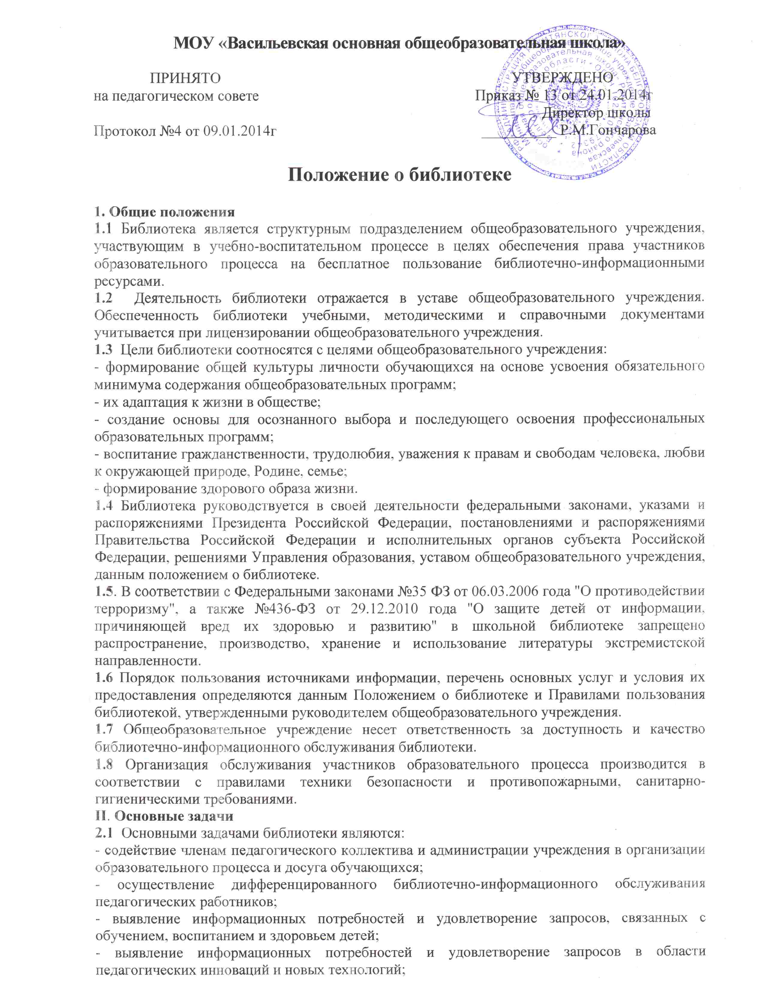 МОУ «Васильевская основная общеобразовательная школа»
ПРИНЯТО УТВЕРЖДЕНО
на педагогическом совете Приказ № 13 от 24.01.2014г
Директор школы
Протокол №4 от 09.01.2014г __________ Р.М.Гончарова
Положение о библиотеке
1. Общие положения
1.1 Библиотека является структурным подразделением общеобразовательного учреждения,
участвующим в учебно-воспитательном процессе в целях обеспечения права участников
образовательного процесса на бесплатное пользование библиотечно-информационными
ресурсами.
1.2 Деятельность библиотеки отражается в уставе общеобразовательного учреждения.
Обеспеченность библиотеки учебными, методическими и справочными документами
учитывается при лицензировании общеобразовательного учреждения.
1.3 Цели библиотеки соотносятся с целями общеобразовательного учреждения:
- формирование общей культуры личности обучающихся на основе усвоения обязательного
минимума содержания общеобразовательных программ;
- их адаптация к жизни в обществе;
- создание основы для осознанного выбора и последующего освоения профессиональных
образовательных программ;
- воспитание гражданственности, трудолюбия, уважения к правам и свободам человека, любви
к окружающей природе, Родине, семье;
- формирование здорового образа жизни.
1.4 Библиотека руководствуется в своей деятельности федеральными законами, указами и
распоряжениями Президента Российской Федерации, постановлениями и распоряжениями
Правительства Российской Федерации и исполнительных органов субъекта Российской
Федерации, решениями Управления образования, уставом общеобразовательного учреждения,
данным положением о библиотеке.
1.5. В соответствии с Федеральными законами №35 ФЗ от 06.03.2006 года "О противодействии
терроризму", а также №436-ФЗ от 29.12.2010 года "О защите детей от информации,
причиняющей вред их здоровью и развитию" в школьной библиотеке запрещено
распространение, производство, хранение и использование литературы экстремистской
направленности.
1.6 Порядок пользования источниками информации, перечень основных услуг и условия их
предоставления определяются данным Положением о библиотеке и Правилами пользования
библиотекой, утвержденными руководителем общеобразовательного учреждения.
1.7 Общеобразовательное учреждение несет ответственность за доступность и качество
библиотечно-информационного обслуживания библиотеки.
1.8 Организация обслуживания участников образовательного процесса производится в
соответствии с правилами техники безопасности и противопожарными, санитарно-
гигиеническими требованиями.
II. Основные задачи
2.1 Основными задачами библиотеки являются:
- содействие членам педагогического коллектива и администрации учреждения в организации
образовательного процесса и досуга обучающихся;
- осуществление дифференцированного библиотечно-информационного обслуживания
педагогических работников;
- выявление информационных потребностей и удовлетворение запросов, связанных с
обучением, воспитанием и здоровьем детей;
- выявление информационных потребностей и удовлетворение запросов в области
педагогических инноваций и новых технологий;